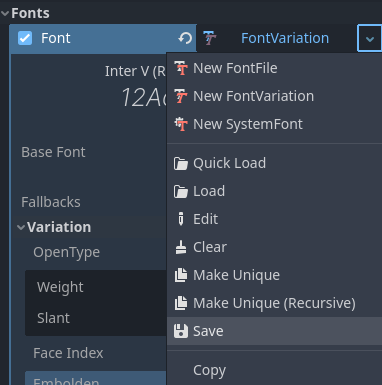 Fonts
Font
FontVariation
Inter V (R
12Ac
Base Font
Fallbacks
Variation
OpenType
Weight
Slant
Face Index
Embolden
New FontFile
New FontVariation
New SystemFont
Quick Load
Load
Edit
Clear
Make Unique
Make Unique (Recursive)
Save
Copy